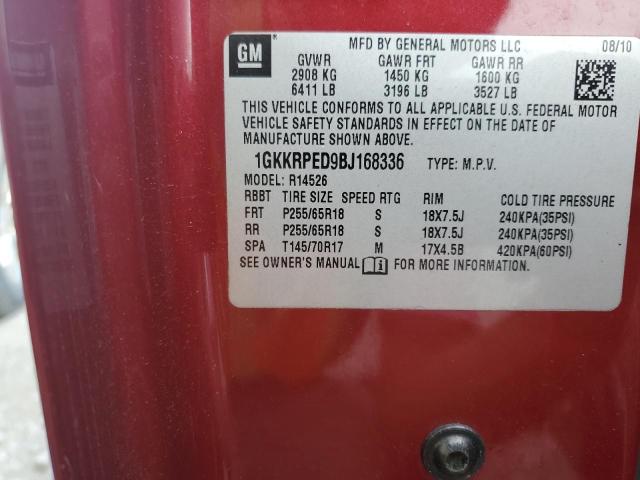 GM MFD BY GENERAL MOTORS LLC 08/10
GVWR GAWR FRT GAWR RR
2908 KG 1450 KG 1600 KG
6411 LB 3196 LB 3527 LB
THIS VEHICLE CONFORMS TO ALL APPLICABLE U.S. FEDERAL MOTOR
VEHICLE SAFETY STANDARDS IN EFFECT ON THE DATE OF
MANUFACTURE SHOWN ABOVE.
1GKKRPED9BJ168336 TYPE: M.P.V.
MODEL: R14526
RBBT TIRE SIZE SPEED RTG RIM COLD TIRE PRESSURE
FRT P255/65R18 S 18X7.5J 240KPA(35PSI)
RR P255/65R18 S 18X7.5J 240KPA(35PSI)
SPA T145/70R17 M 17X4.5B 420KPA(60PSI)
SEE OWNER'S MANUAL FOR MORE INFORMATION.